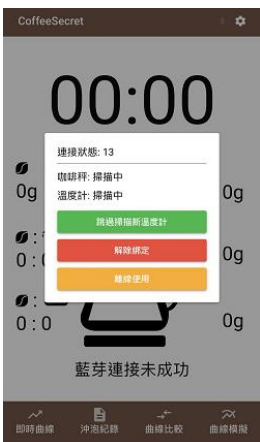 CoffeeSecret
00:00
連接狀態: 13
咖啡秤: 掃描中
溫度計: 掃描中
0g
0g
跳過掃描新溫度計
解除綁定
0g
離線使用
0 : 0
0g
藍芽連接未成功
即時曲線
沖泡紀錄
曲線比較
曲線模擬